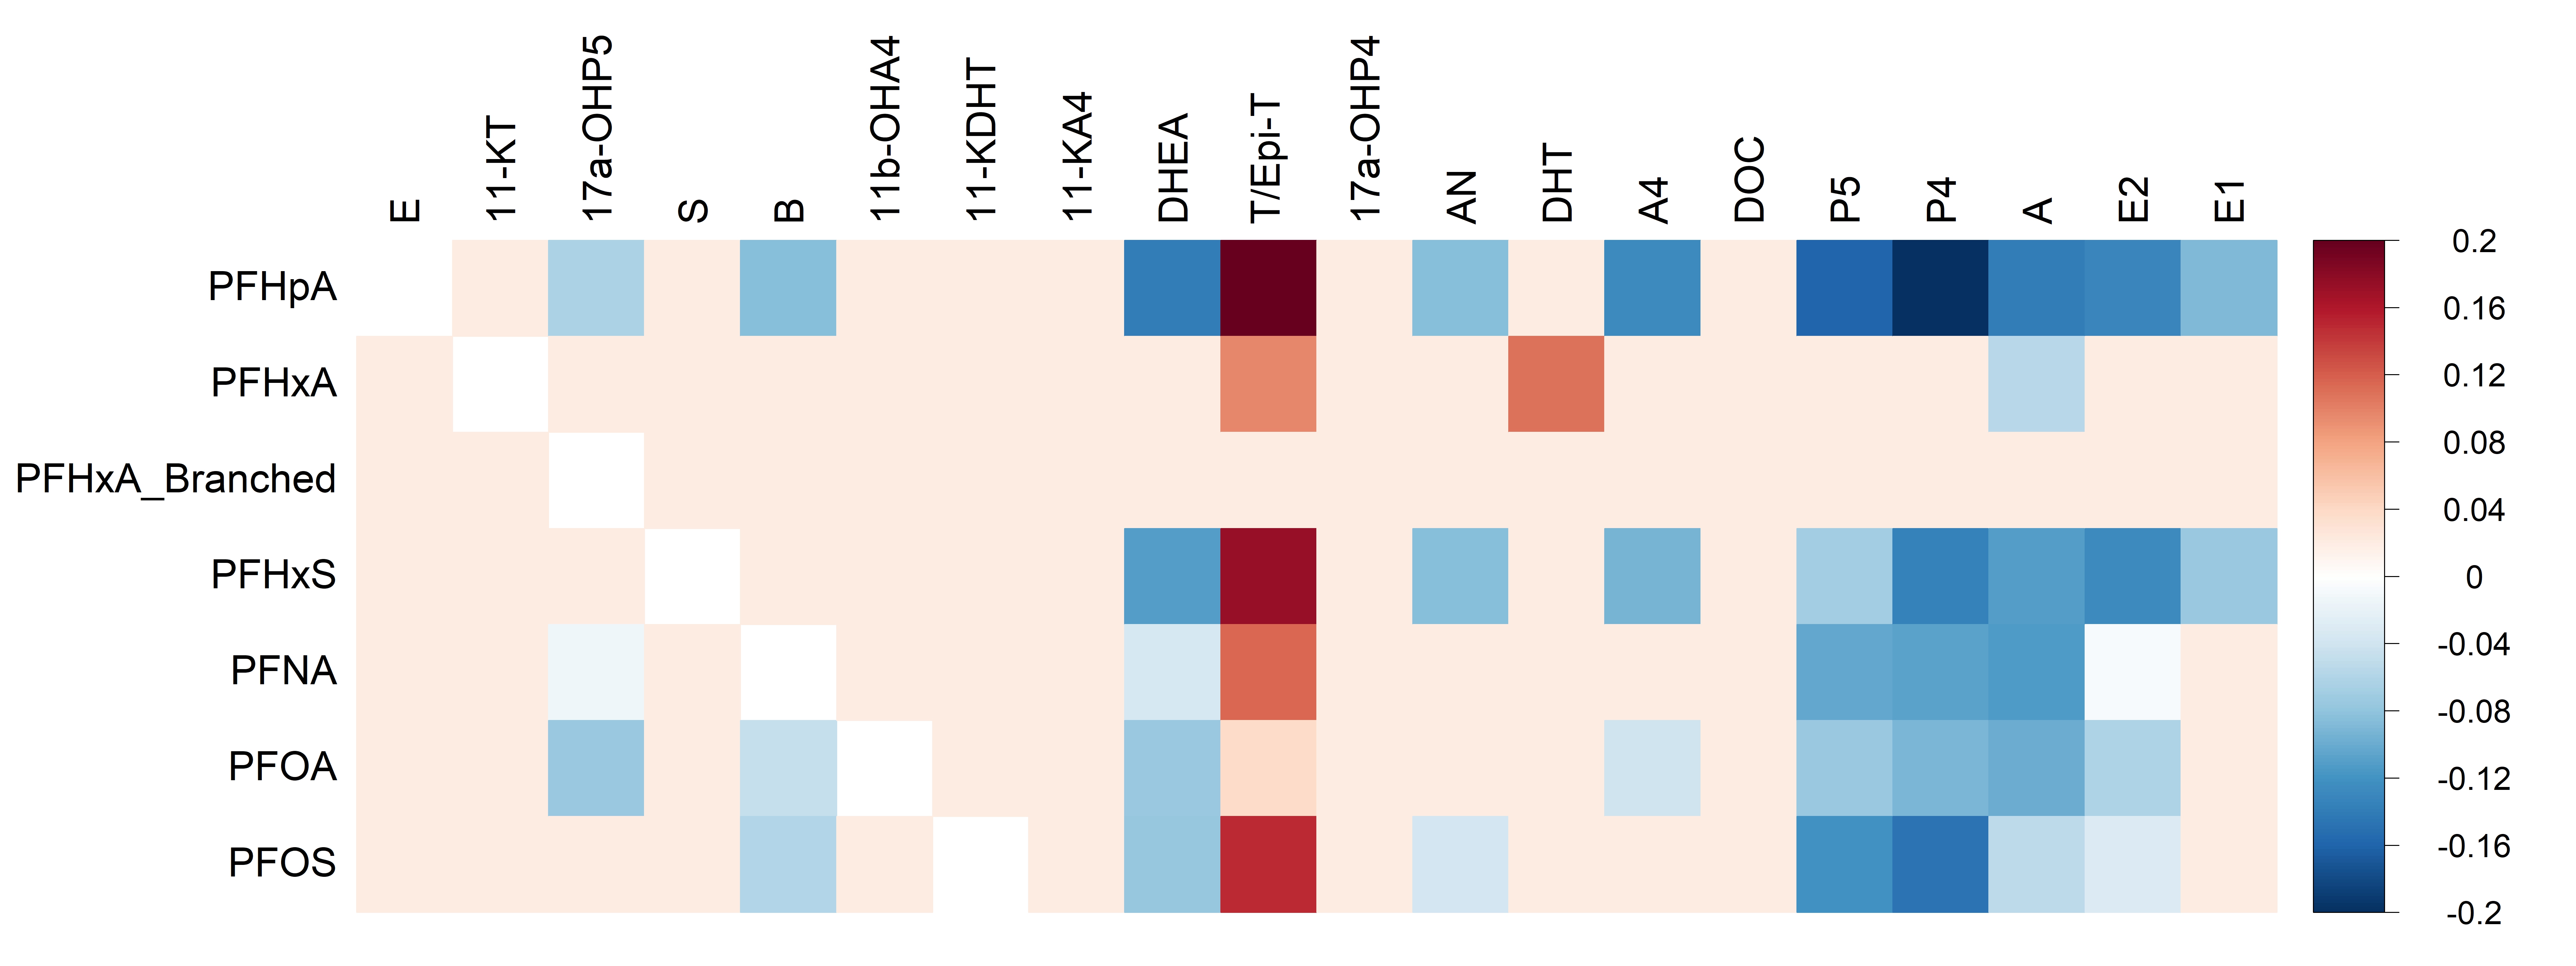 E
11-KT
17a-OHP5
S
B
11b-OHA4
11-KDHT
11-KA4
DHEA
T/Epi-T
17a-OHP4
AN
DHT
A4
DOC
P5
P4
A
E2
E1
PFHpA
PFHxA
PFHxA_Branched
PFHxS
PFNA
PFOA
PFOS
0.2
0.16
0.12
0.08
0.04
0
-0.04
-0.08
-0.12
-0.16
-0.2